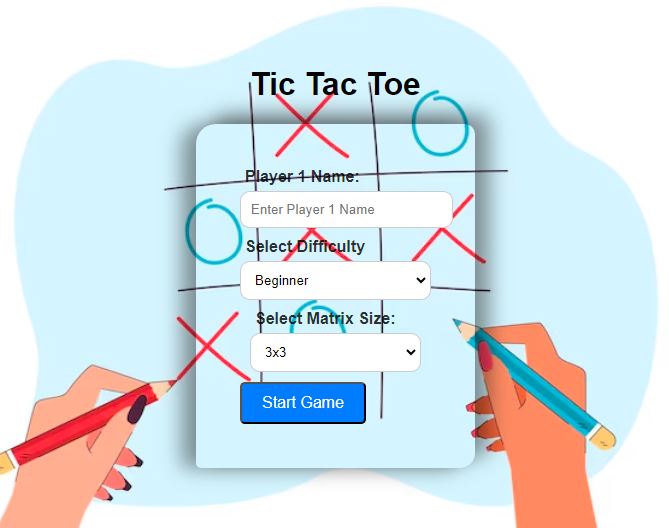 Tic Tac Toe
Player 1 Name:
Enter Player 1 Name
Select Difficulty
Beginner
Select Matrix Size:
3x3
Start Game